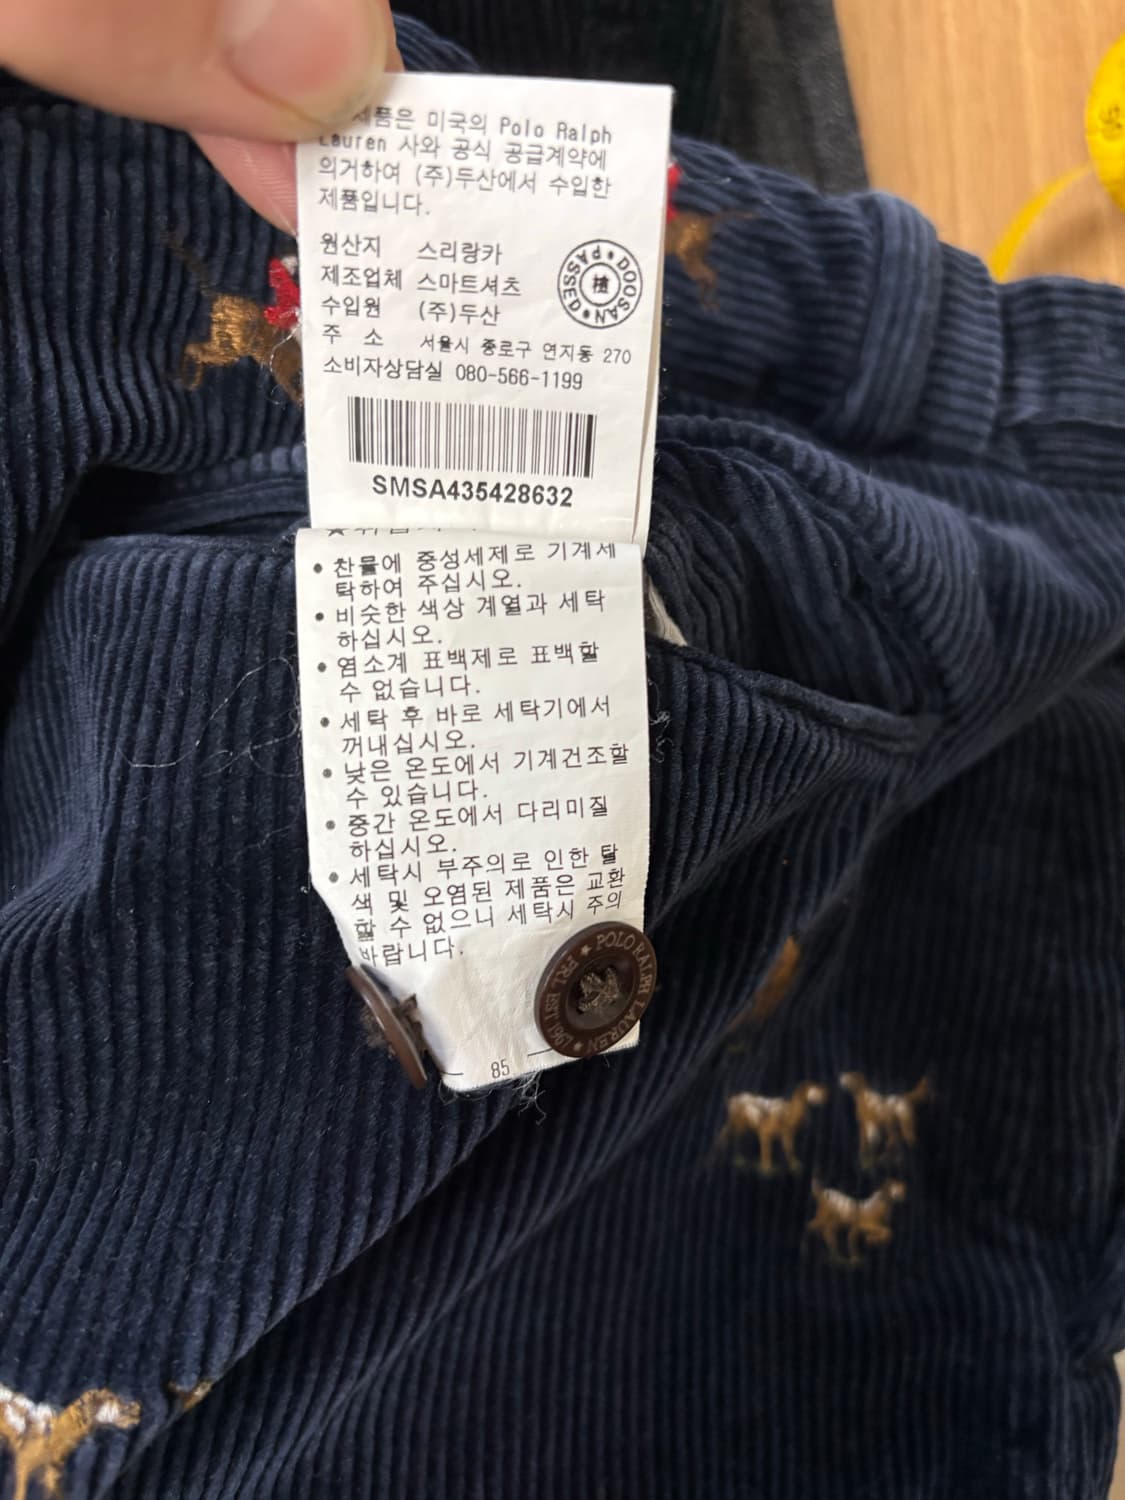 제품은 미국의 Polo Ralph
Lauren 사와 공식 공급계약에
의거하여 (주)두산에서 수입한
제품입니다.
원산지 스리랑카
제조업체 스마트셔츠
수입원 (주)두산
주 소 서울시 종로구 연지동 270
소비자상담실 080-566-1199
DOOSAN PASSED
SMSA435428632
• 찬물에 중성세제로 기계세
탁하여 주십시오.
• 비슷한 색상 계열과 세탁
하십시오.
• 염소계 표백제로 표백할
수 없습니다.
• 세탁 후 바로 세탁기에서
꺼내십시오.
• 낮은 온도에서 기계건조할
수 있습니다.
• 중간 온도에서 다리미질
하십시오.
• 세탁시 부주의로 인한 탈
색 및 오염된 제품은 교환
할 수 없으니 세탁시 주의
바랍니다.
POLO RALPH LAUREN ★ PRL EST 1967 ★
85